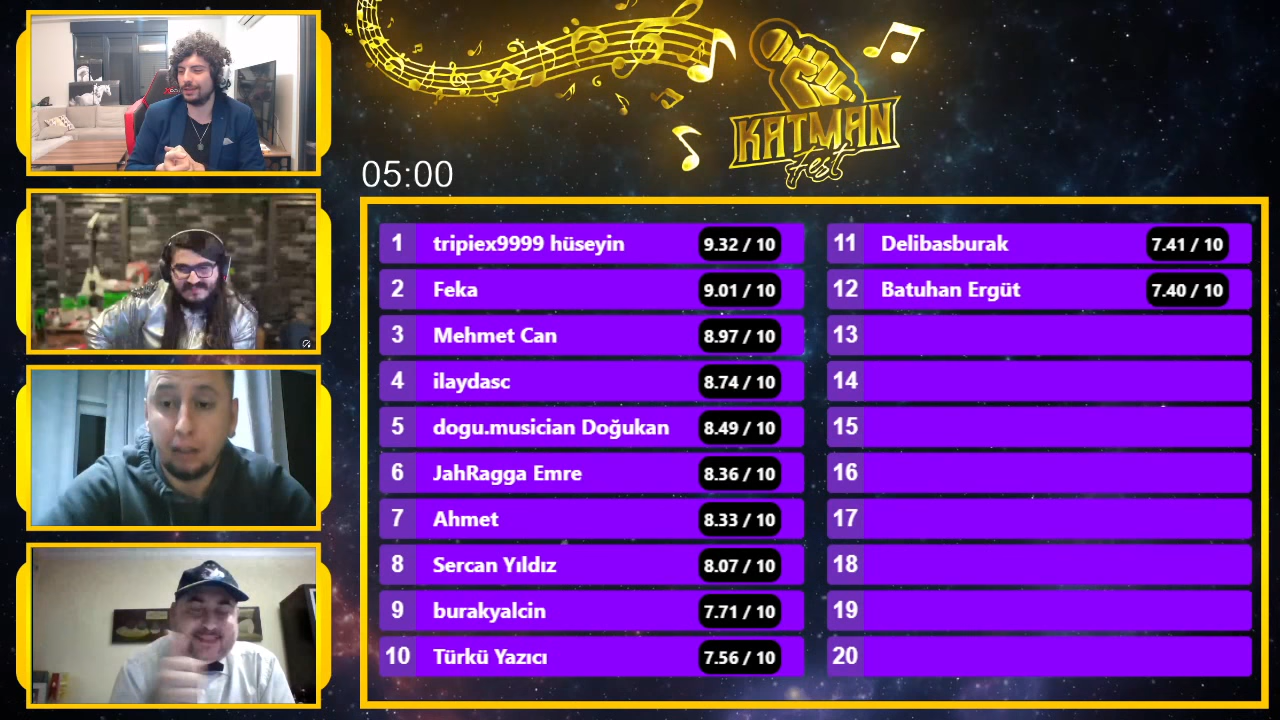 KATMAN
fest
05:00
1 tripiex9999 hüseyin 9.32 / 10
2 Feka 9.01 / 10
3 Mehmet Can 8.97 / 10
4 ilaydasc 8.74 / 10
5 dogu.musician Doğukan 8.49 / 10
6 JahRagga Emre 8.36 / 10
7 Ahmet 8.33 / 10
8 Sercan Yıldız 8.07 / 10
9 burakyalcin 7.71 / 10
10 Türkü Yazıcı 7.56 / 10
11 Delibasburak 7.41 / 10
12 Batuhan Ergüt 7.40 / 10
13
14
15
16
17
18
19
20